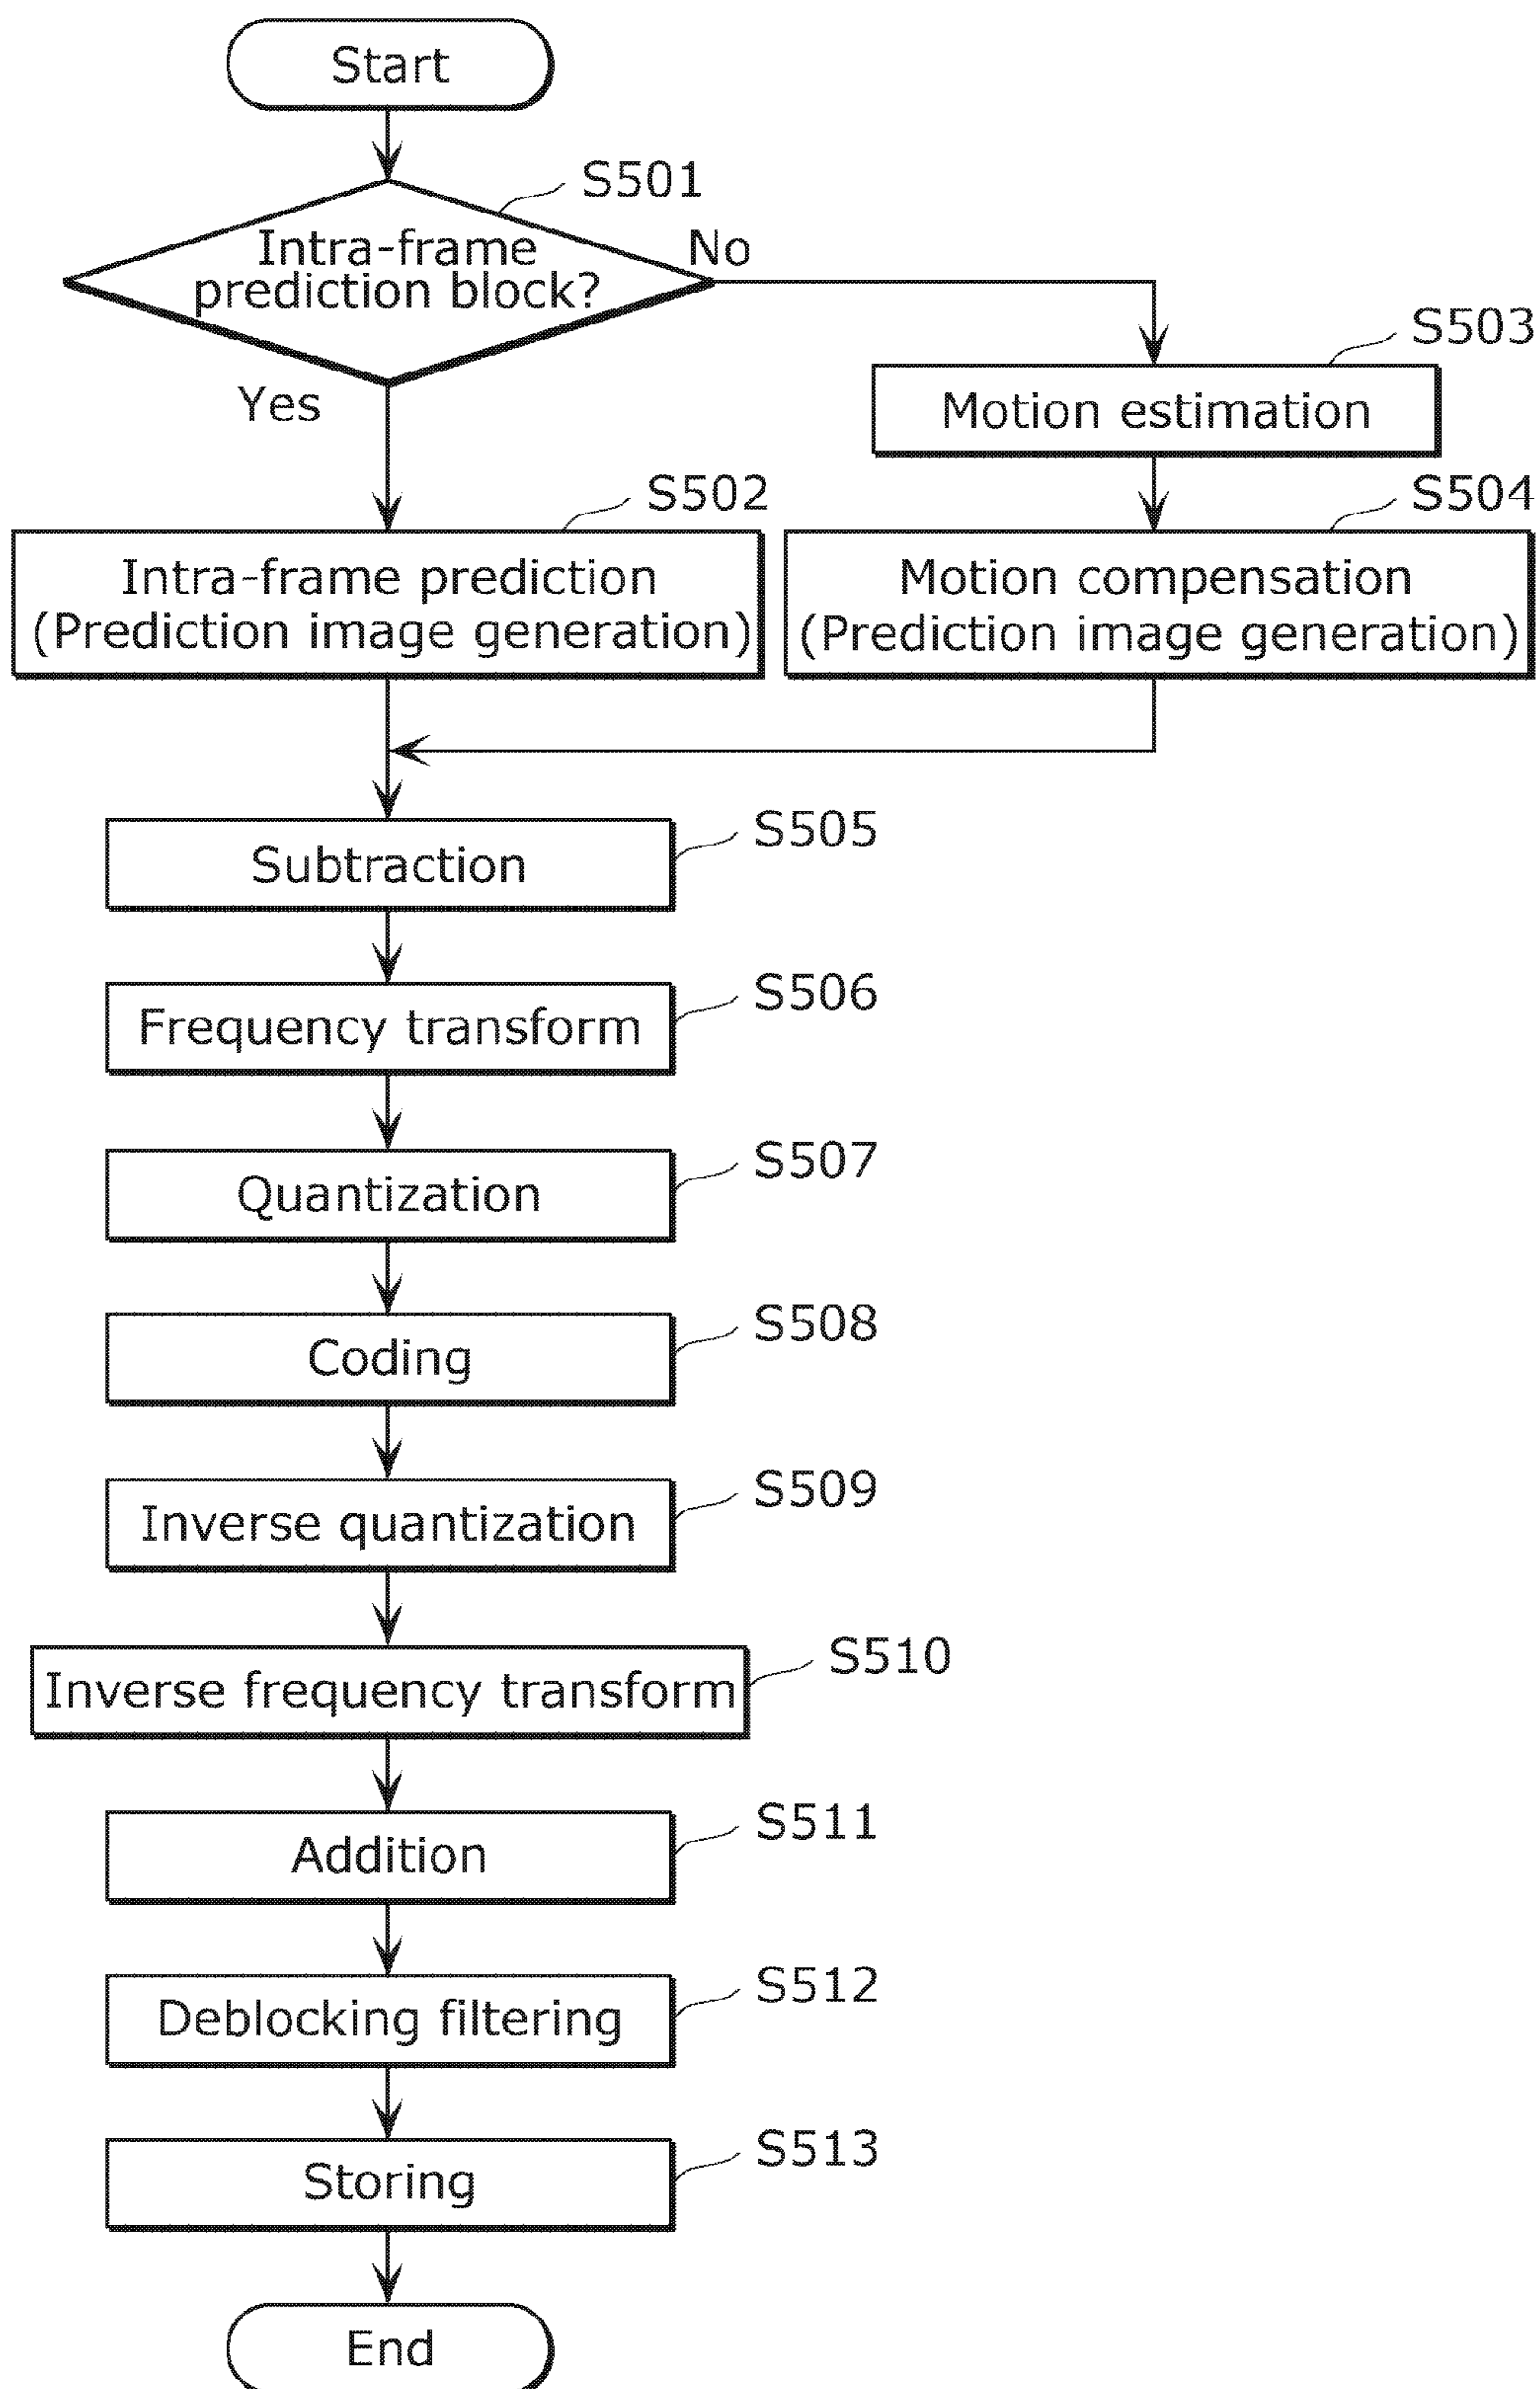 Start
S501
Intra-frame
prediction block?
No
Yes
S503
Motion estimation
S502
Intra-frame prediction
(Prediction image generation)
S504
Motion compensation
(Prediction image generation)
S505
Subtraction
S506
Frequency transform
S507
Quantization
S508
Coding
S509
Inverse quantization
S510
Inverse frequency transform
S511
Addition
S512
Deblocking filtering
S513
Storing
End